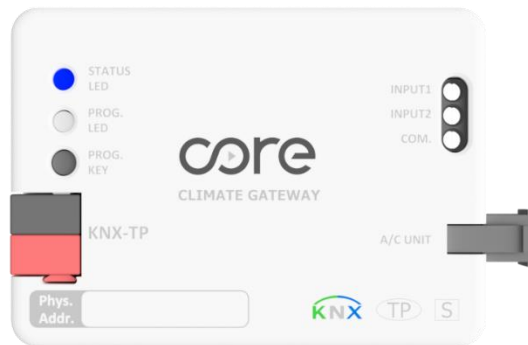 STATUS
LED
PROG.
LED
PROG.
KEY
INPUT1
INPUT2
COM.
core
CLIMATE GATEWAY
KNX-TP
A/C UNIT
Phys.
Addr.
KNX
TP
S